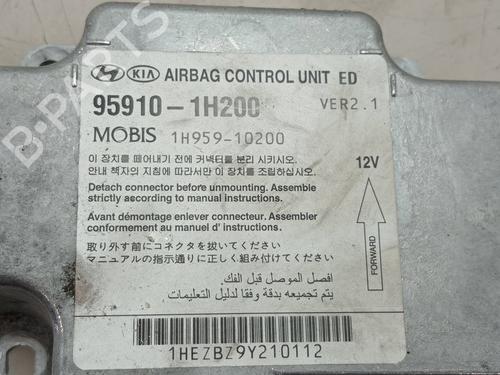 HYUNDAI KIA AIRBAG CONTROL UNIT ED
95910-1H200 VER2.1
MOBIS 1H959-10200
이 장치를 떼어내기 전에 커넥터를 분리 시키시오.
안내 책자의 지침에 따라서만 이 장치를 조립하십시오.
12V
Detach connector before unmounting. Assemble
strictly according to manual instructions.
Avant démontage enlever connecteur. Assembler
conformement au manuel d' instructions.
FORWARD
取り外す前にコネクタを抜いてください
マニュアルの指示通りに正しく組み付けてください
افصل الموصل قبل الفك.
يتم تجميعه بدقة وفقا لدليل التعليمات.
1HEZBZ9Y210112
B-PARTS